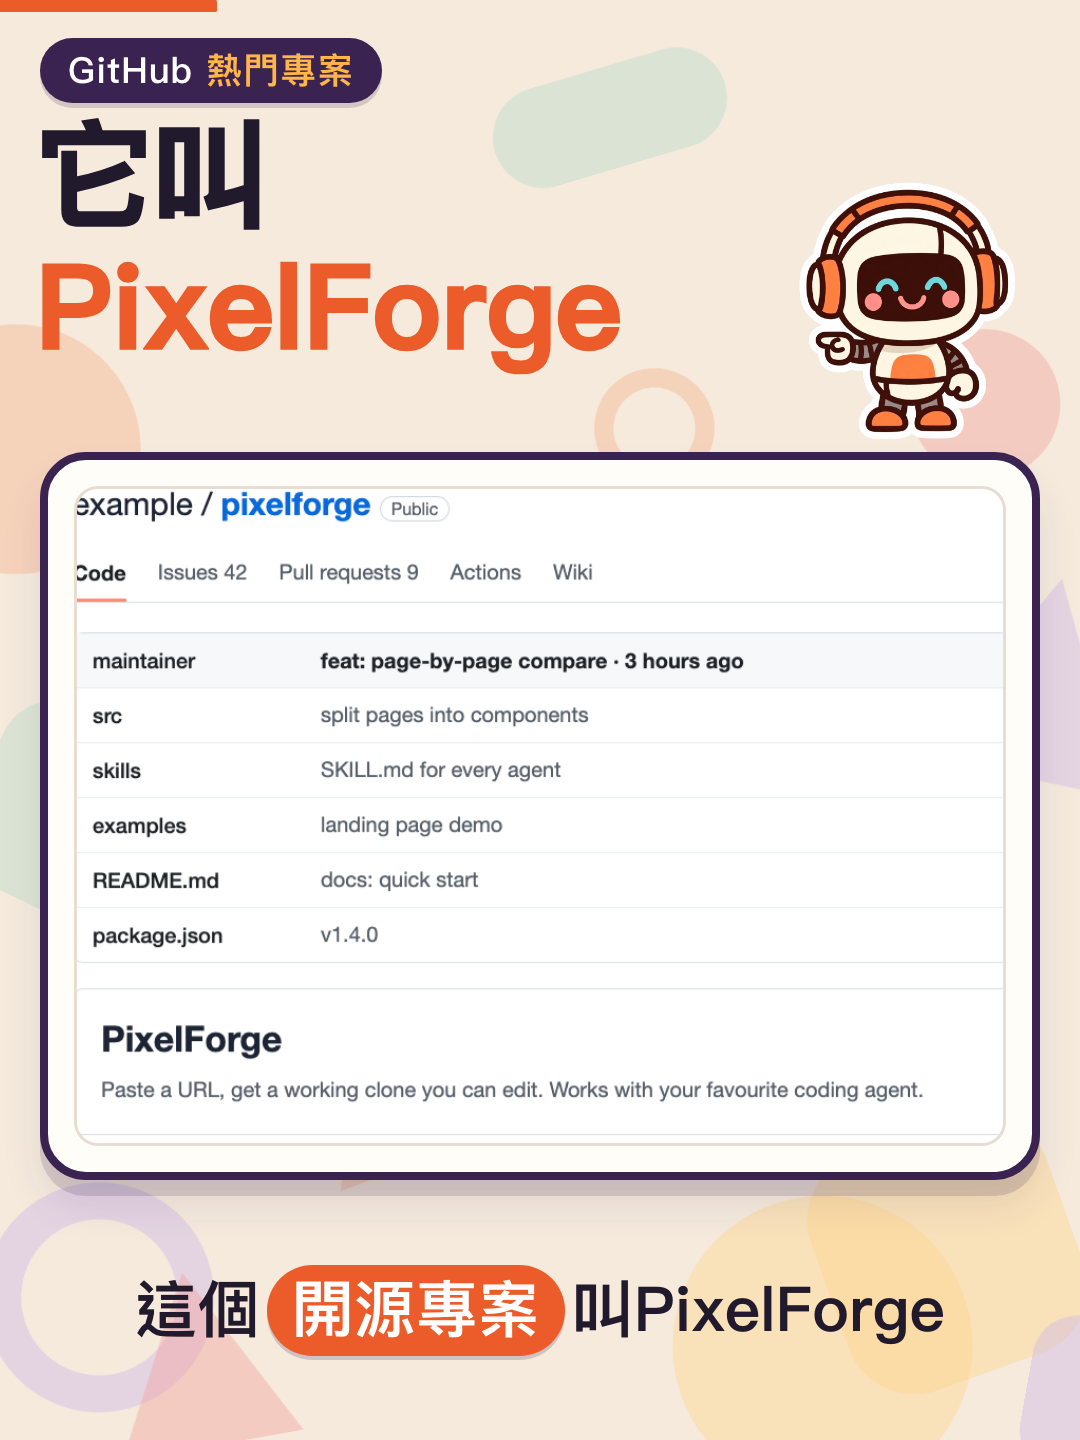 GitHub 熱門專案
它叫
PixelForge
example / pixelforge Public
Code Issues 42 Pull requests 9 Actions Wiki
maintainer feat: page-by-page compare · 3 hours ago
src split pages into components
skills SKILL.md for every agent
examples landing page demo
README.md docs: quick start
package.json v1.4.0
PixelForge
Paste a URL, get a working clone you can edit. Works with your favourite coding agent.
這個開源專案叫PixelForge